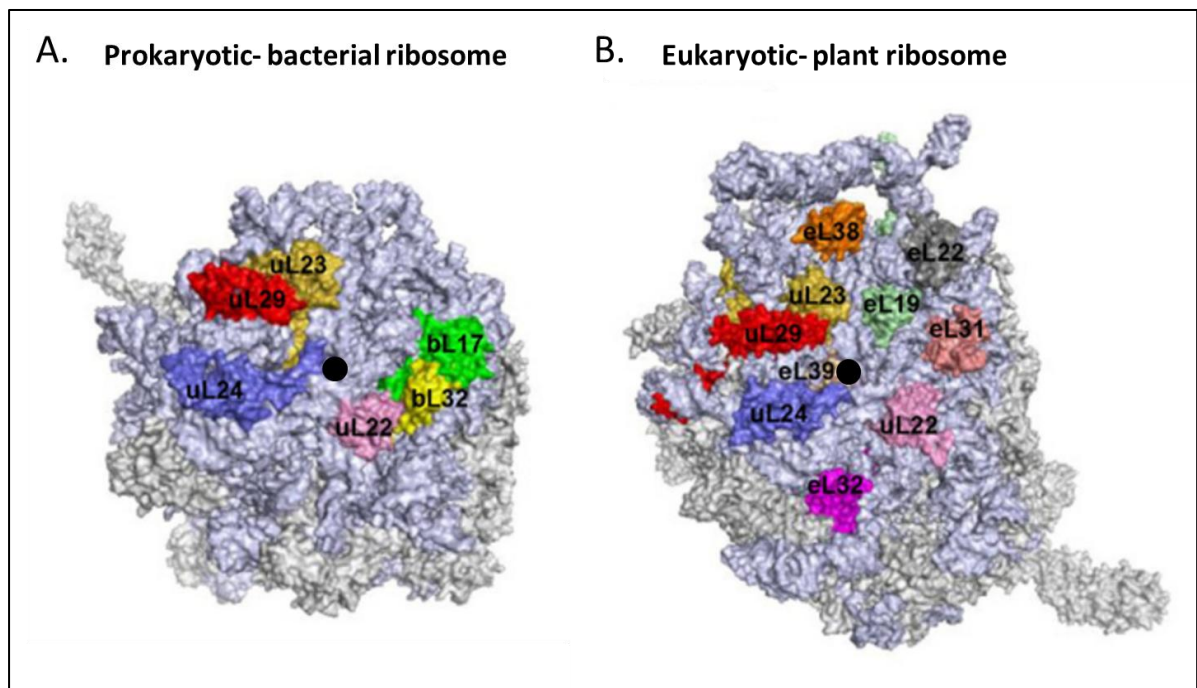 A. Prokaryotic- bacterial ribosome
uL23
uL29
bL17
uL24
bL32
uL22
B. Eukaryotic- plant ribosome
eL38
eL22
uL23
eL19
uL29
eL31
eL39
uL24
uL22
eL32